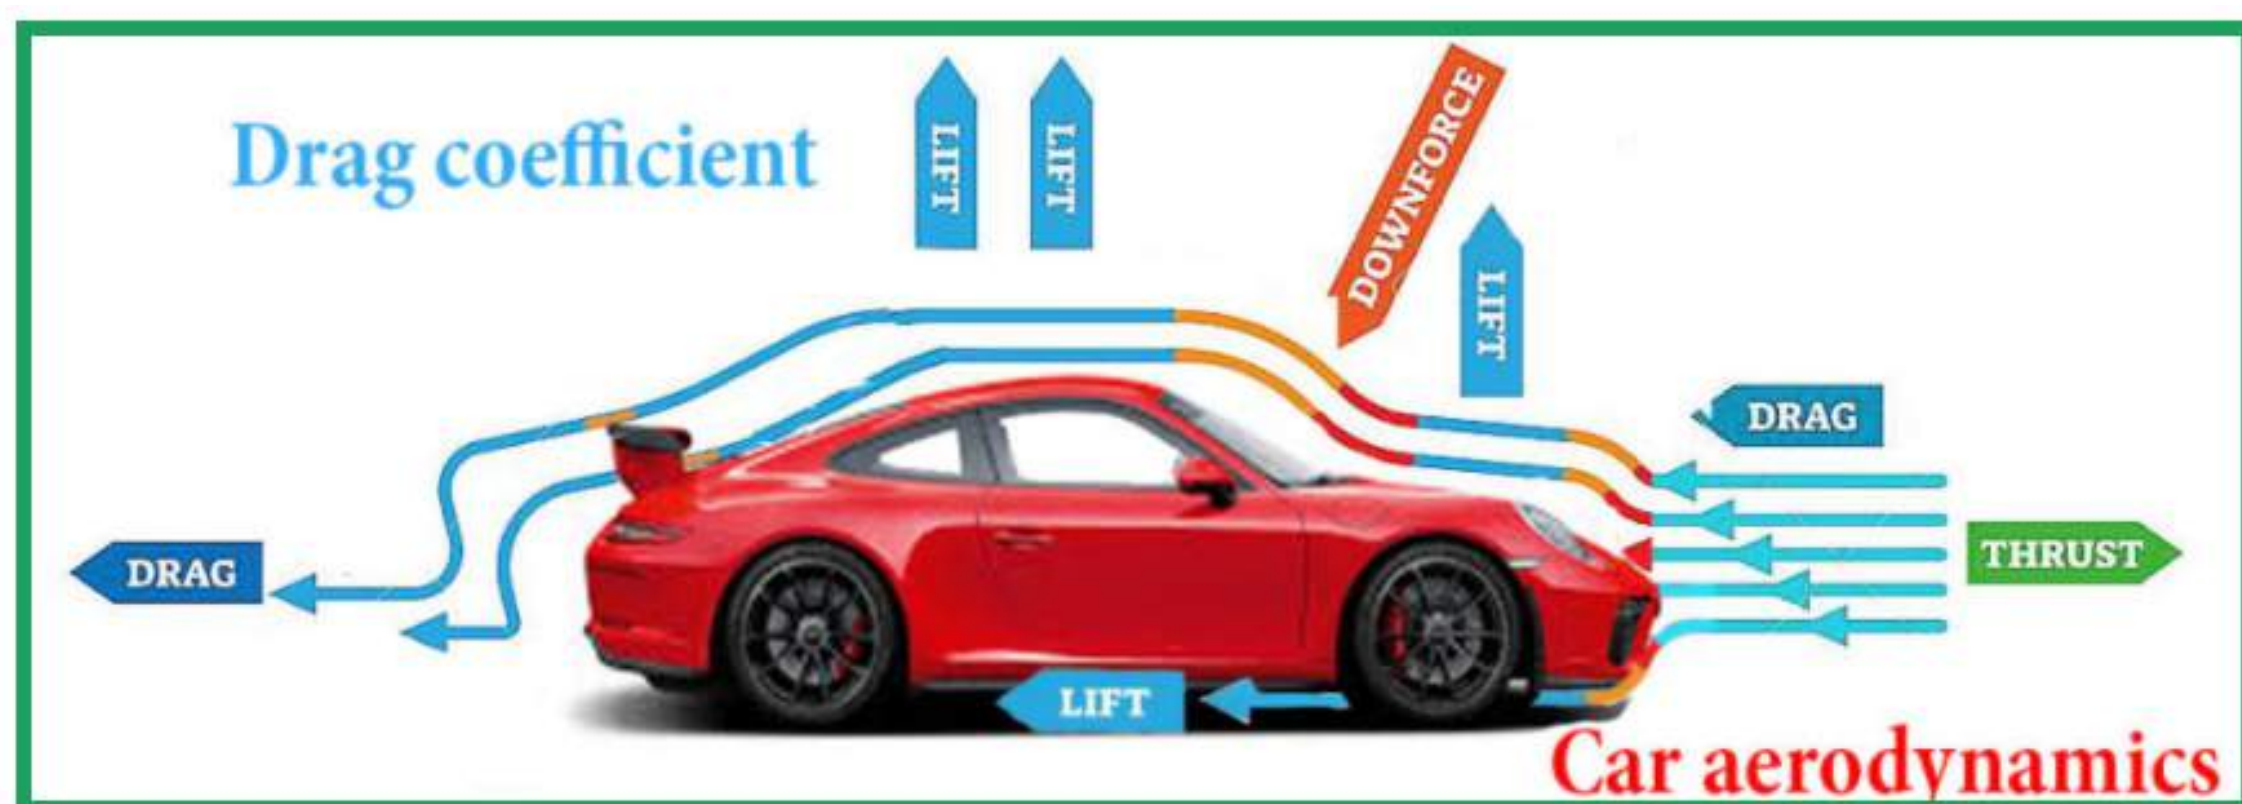 Drag coefficient
LIFT
LIFT
DOWNFORCE
LIFT
DRAG
THRUST
DRAG
LIFT
Car aerodynamics